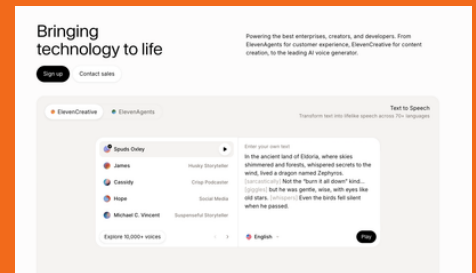 Bringing
technology to life
Powering the best enterprises, creators, and developers. From
ElevenAgents for customer experience, ElevenCreative for content
creation, to the leading AI voice generator.
Sign up
Contact sales
ElevenCreative
ElevenAgents
Text to Speech
Transform text into lifelike speech across 70+ languages
Spuds Oxley
James
Husky Storyteller
Cassidy
Crisp Podcaster
Hope
Social Media
Michael C. Vincent
Suspenseful Storyteller
Explore 10,000+ voices
Enter your own text
In the ancient land of Eldoria, where skies
shimmered and forests, whispered secrets to the
wind, lived a dragon named Zephyros.
[sarcastically] Not the "burn it all down" kind...
[giggles] but he was gentle, wise, with eyes like
old stars. [whispers] Even the birds fell silent
when he passed.
English
Play